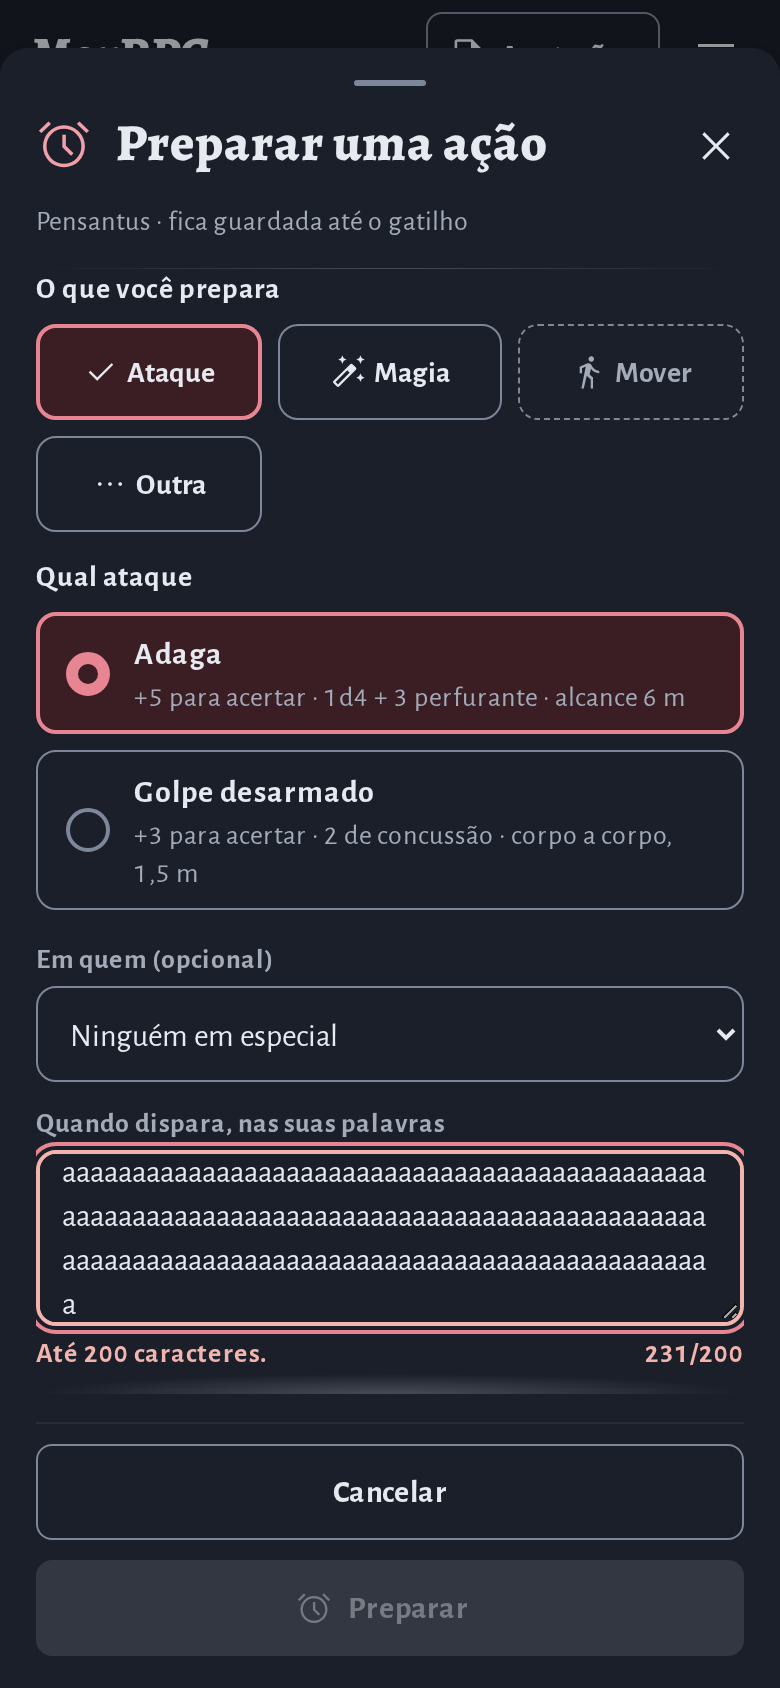 Preparar uma ação
Pensantus · fica guardada até o gatilho
O que você prepara
Ataque
Magia
Mover
Outra
Qual ataque
Adaga
+5 para acertar · 1d4 + 3 perfurante · alcance 6 m
Golpe desarmado
+3 para acertar · 2 de concussão · corpo a corpo,
1,5 m
Em quem (opcional)
Ninguém em especial
Quando dispara, nas suas palavras
aaaaaaaaaaaaaaaaaaaaaaaaaaaaaaaaaaaaaaaaaaaaaa
aaaaaaaaaaaaaaaaaaaaaaaaaaaaaaaaaaaaaaaaaaaaaa
aaaaaaaaaaaaaaaaaaaaaaaaaaaaaaaaaaaaaaaaaaaaaa
a
Até 200 caracteres.
231/200
Cancelar
Preparar